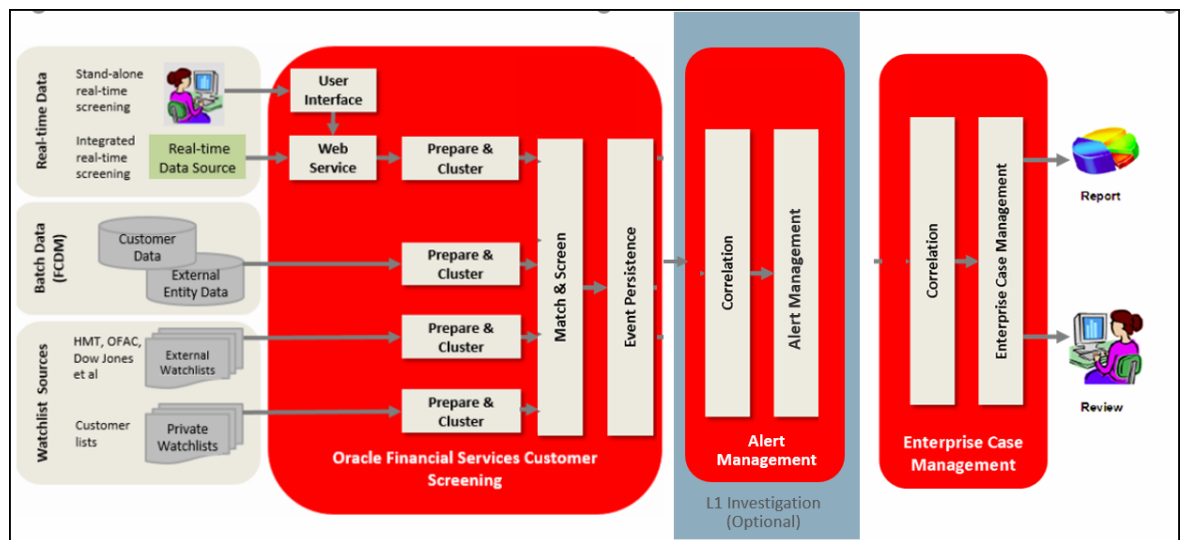 Real-time Data
Stand-alone
real-time
screening
Integrated
real-time
screening
Real-time
Data Source
Batch Data
(FCDM)
Customer
Data
External
Entity Data
Watchlist Sources
HMT, OFAC,
Dow Jones
et al
External
Watchlists
Customer
lists
Private
Watchlists
User
Interface
Web
Service
Prepare &
Cluster
Prepare &
Cluster
Prepare &
Cluster
Prepare &
Cluster
Match & Screen
Event Persistence
Oracle Financial Services Customer
Screening
Correlation
Alert Management
Alert
Management
L1 Investigation
(Optional)
Correlation
Enterprise Case Management
Enterprise Case
Management
Report
Review